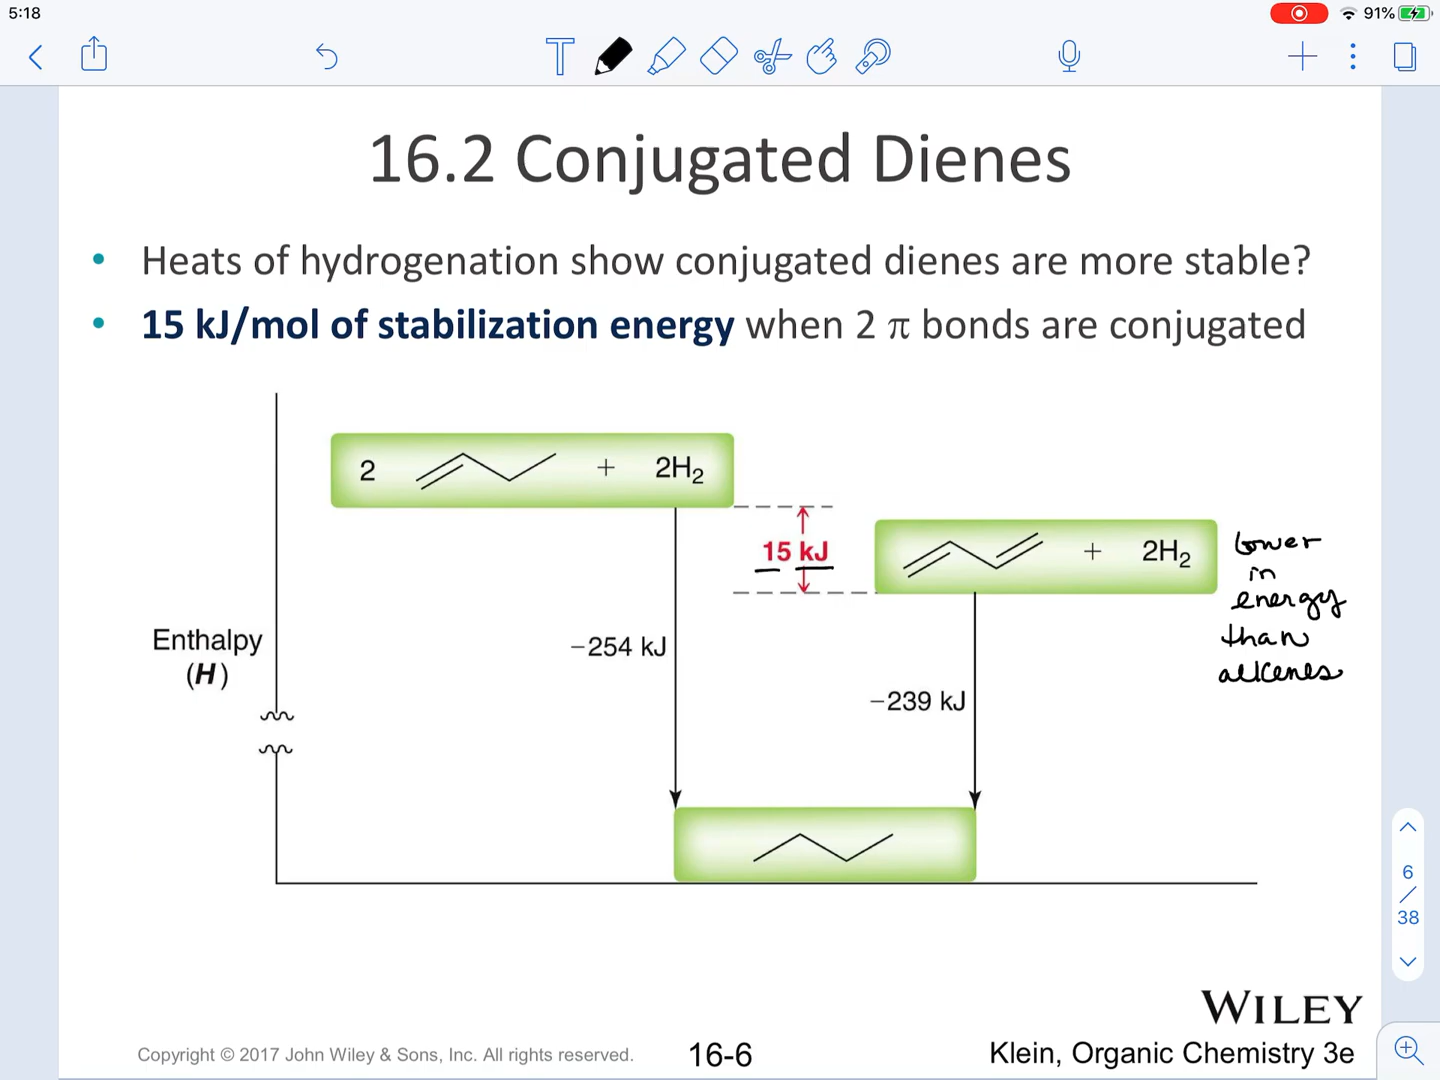 5:18
91%
16.2 Conjugated Dienes
• Heats of hydrogenation show conjugated dienes are more stable?
• 15 kJ/mol of stabilization energy when 2 π bonds are conjugated
2 + 2H₂
15 kJ
+ 2H₂
lower
in
energy
than
alkenes
Enthalpy
(H)
−254 kJ
−239 kJ
6
/
38
WILEY
Copyright © 2017 John Wiley & Sons, Inc. All rights reserved.
16-6
Klein, Organic Chemistry 3e